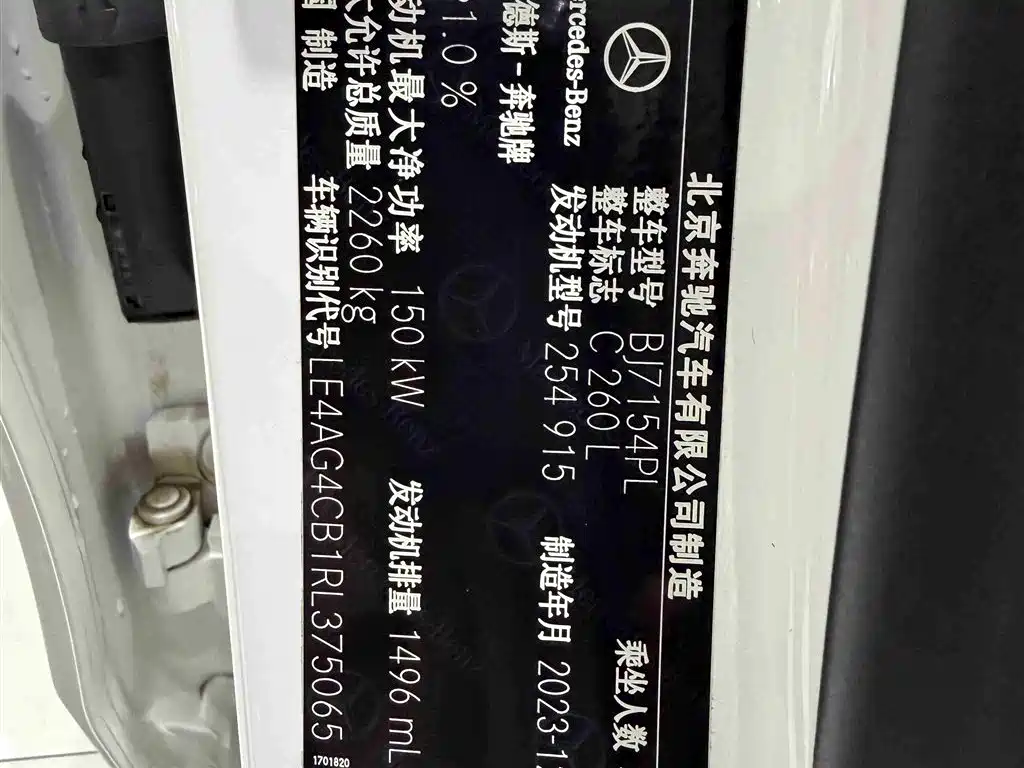 北京奔驰汽车有限公司制造
Mercedes-Benz
整车型号 BJ7154PL
乘坐人数
整车标志 C 260 L
德斯-奔驰牌
发动机型号 254 915
制造年月 2023-1
1.0 %
动机最大净功率 150 kW
发动机排量 1496 mL
大允许总质量 2260 kg
制造
车辆识别代号 LE4AG4CB1RL375065
1701820